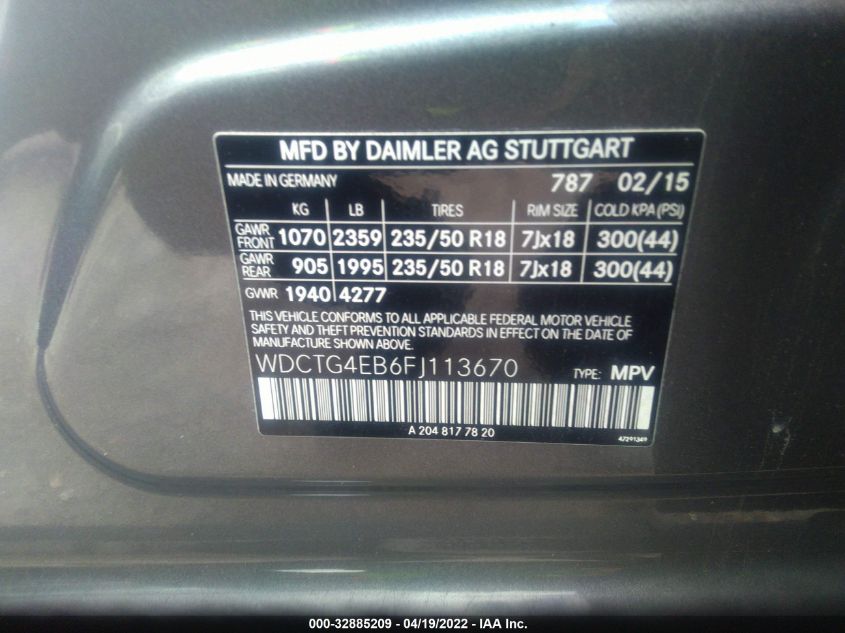 MFD BY DAIMLER AG STUTTGART
MADE IN GERMANY 787 02/15
KG LB TIRES RIM SIZE COLD KPA (PSI)
GAWR FRONT 1070 2359 235/50 R18 7Jx18 300(44)
GAWR REAR 905 1995 235/50 R18 7Jx18 300(44)
GVWR 1940 4277
THIS VEHICLE CONFORMS TO ALL APPLICABLE FEDERAL MOTOR VEHICLE
SAFETY AND THEFT PREVENTION STANDARDS IN EFFECT ON THE DATE OF
MANUFACTURE SHOWN ABOVE.
WDCTG4EB6FJ113670 TYPE: MPV
A 204 817 78 20 47291349
000-32885209 - 04/19/2022 - IAA Inc.